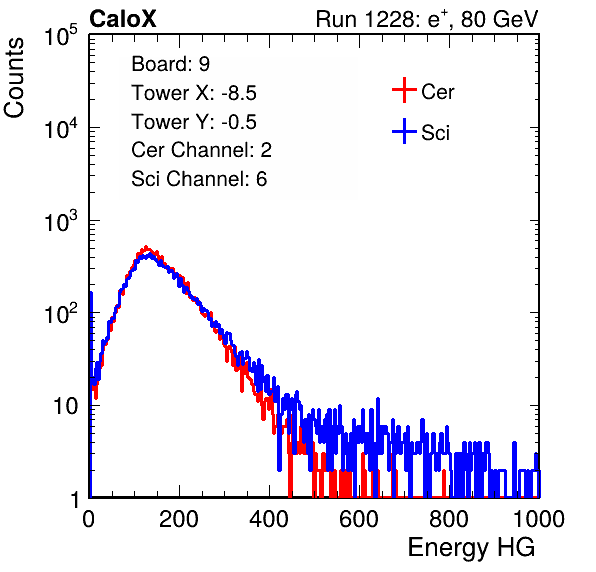 CaloX Run 1228: e⁺, 80 GeV
Counts
Board: 9
Tower X: -8.5
Tower Y: -0.5
Cer Channel: 2
Sci Channel: 6
Cer
Sci
10⁵
10⁴
10³
10²
10
1
0 200 400 600 800 1000
Energy HG